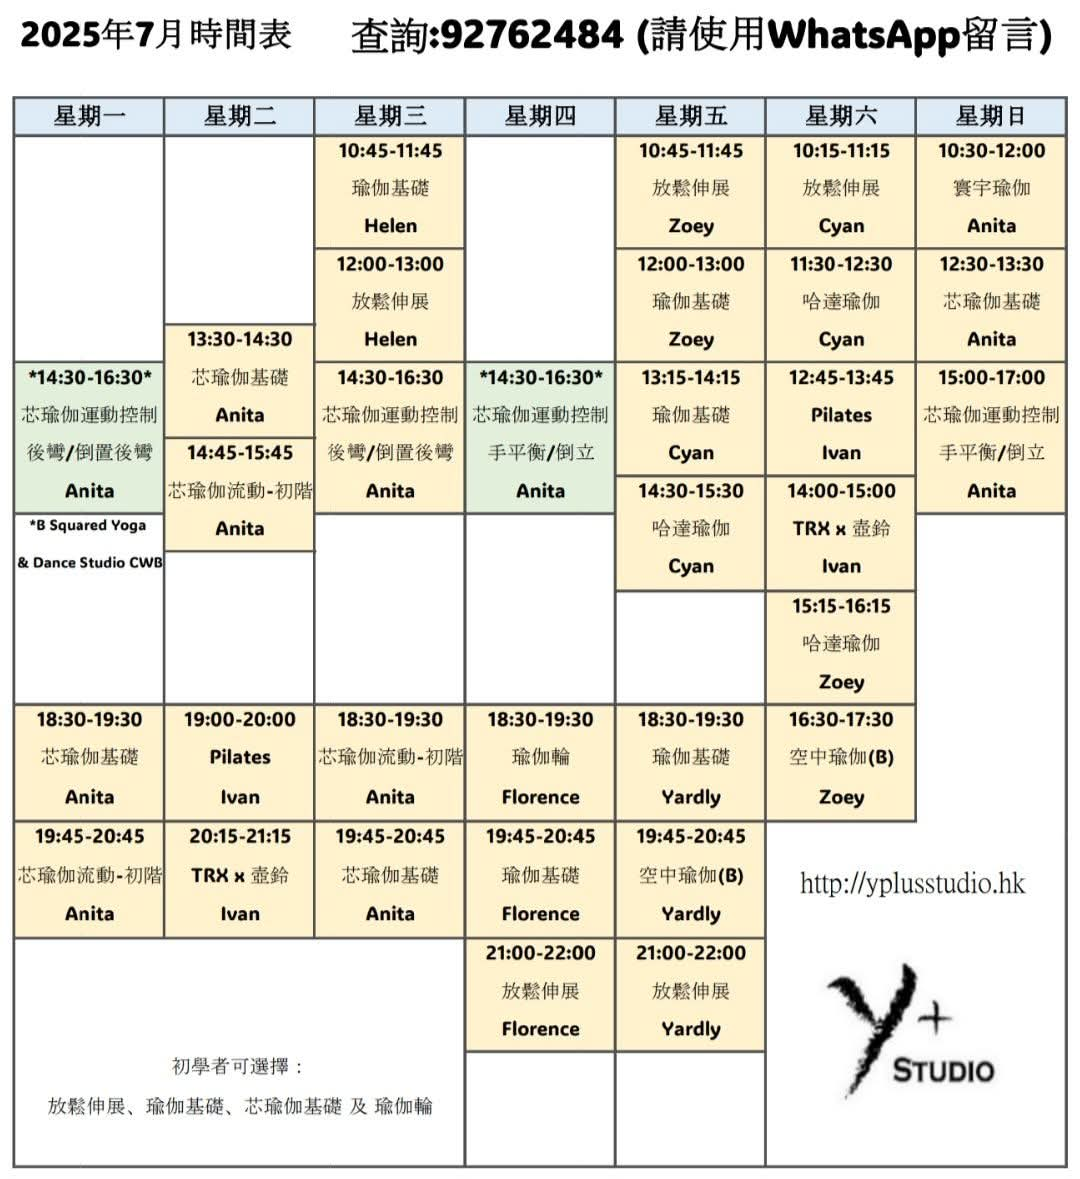 2025年7月時間表
查詢:92762484 (請使用WhatsApp留言)
星期一
星期二
星期三
星期四
星期五
星期六
星期日
*14:30-16:30*
芯瑜伽運動控制
後彎/倒置後彎
Anita
*B Squared Yoga
& Dance Studio CWB
18:30-19:30
芯瑜伽基礎
Anita
19:45-20:45
芯瑜伽流動-初階
Anita
13:30-14:30
芯瑜伽基礎
Anita
14:45-15:45
芯瑜伽流動-初階
Anita
19:00-20:00
Pilates
Ivan
20:15-21:15
TRX x 壺鈴
Ivan
10:45-11:45
瑜伽基礎
Helen
12:00-13:00
放鬆伸展
Helen
14:30-16:30
芯瑜伽運動控制
後彎/倒置後彎
Anita
18:30-19:30
芯瑜伽流動-初階
Anita
19:45-20:45
芯瑜伽基礎
Anita
*14:30-16:30*
芯瑜伽運動控制
手平衡/倒立
Anita
18:30-19:30
瑜伽輪
Florence
19:45-20:45
瑜伽基礎
Florence
21:00-22:00
放鬆伸展
Florence
10:45-11:45
放鬆伸展
Zoey
12:00-13:00
瑜伽基礎
Zoey
13:15-14:15
瑜伽基礎
Cyan
14:30-15:30
哈達瑜伽
Cyan
18:30-19:30
瑜伽基礎
Yardly
19:45-20:45
空中瑜伽(B)
Yardly
21:00-22:00
放鬆伸展
Yardly
10:15-11:15
放鬆伸展
Cyan
11:30-12:30
哈達瑜伽
Cyan
12:45-13:45
Pilates
Ivan
14:00-15:00
TRX x 壺鈴
Ivan
15:15-16:15
哈達瑜伽
Zoey
16:30-17:30
空中瑜伽(B)
Zoey
10:30-12:00
寰宇瑜伽
Anita
12:30-13:30
芯瑜伽基礎
Anita
15:00-17:00
芯瑜伽運動控制
手平衡/倒立
Anita
初學者可選擇：
放鬆伸展、瑜伽基礎、芯瑜伽基礎 及 瑜伽輪
http://yplusstudio.hk
Y+
STUDIO